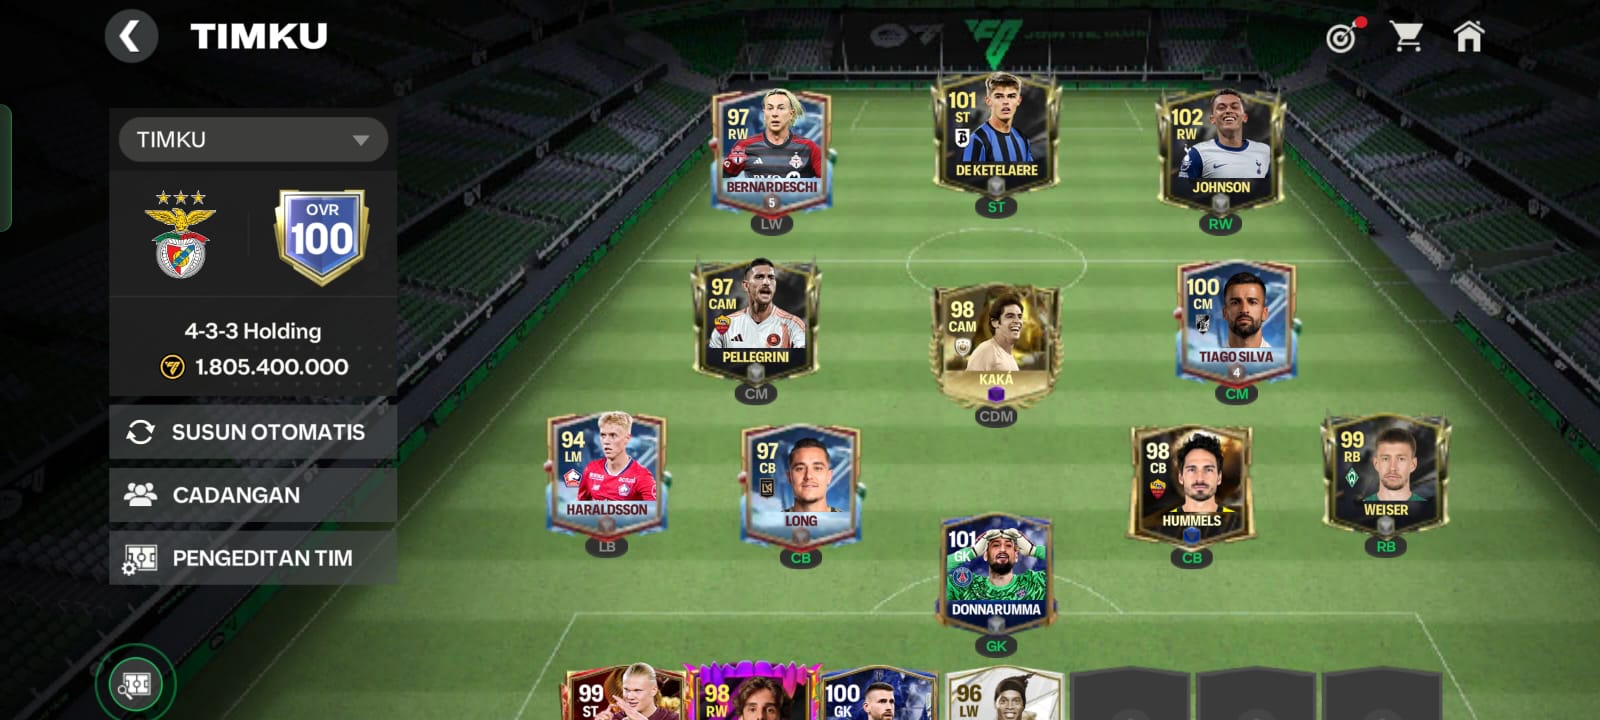 TIMKU
TIMKU
OVR
100
4-3-3 Holding
1.805.400.000
SUSUN OTOMATIS
CADANGAN
PENGEDITAN TIM
97
RW
BERNARDESCHI
5
LW
101
ST
DE KETELAERE
ST
102
RW
JOHNSON
RW
97
CAM
PELLEGRINI
CM
98
CAM
KAKÁ
CDM
100
CM
TIAGO SILVA
4
CM
94
LM
HARALDSSON
LB
97
CB
LONG
CB
98
CB
HUMMELS
CB
99
RB
WEISER
RB
101
GK
DONNARUMMA
GK
99
ST
98
RW
100
GK
96
LW